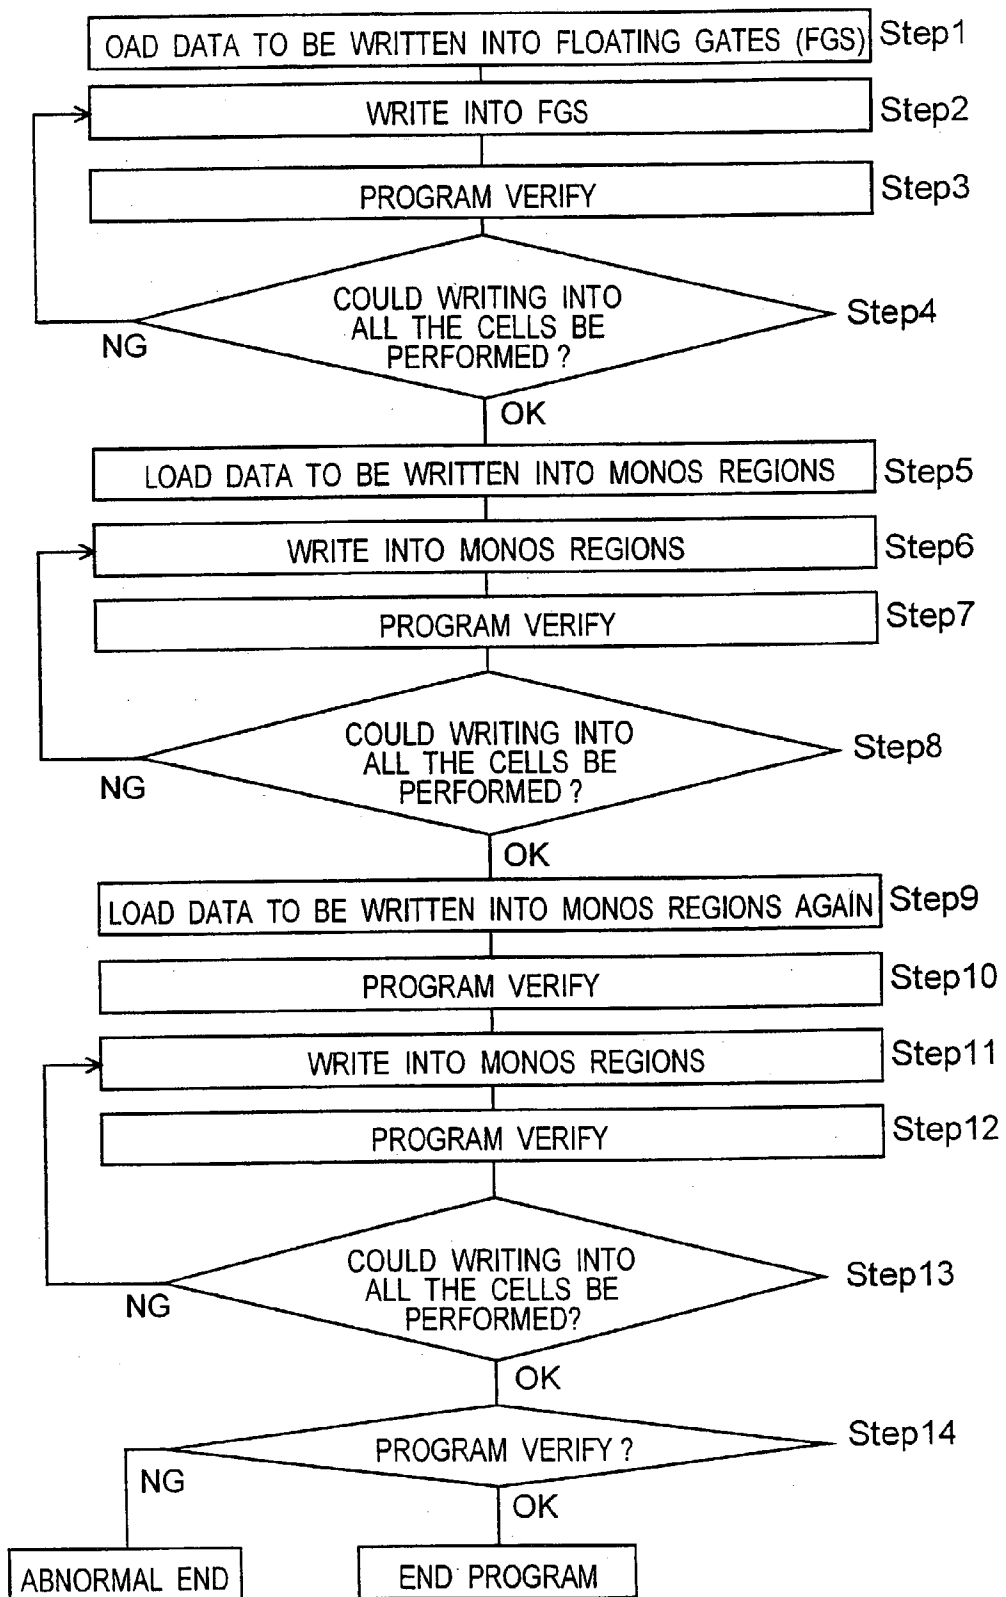 OAD DATA TO BE WRITTEN INTO FLOATING GATES (FGS) Step1
WRITE INTO FGS Step2
PROGRAM VERIFY Step3
COULD WRITING INTO
ALL THE CELLS BE
PERFORMED ?
Step4
NG
OK
LOAD DATA TO BE WRITTEN INTO MONOS REGIONS Step5
WRITE INTO MONOS REGIONS Step6
PROGRAM VERIFY Step7
COULD WRITING INTO
ALL THE CELLS BE
PERFORMED ?
Step8
NG
OK
LOAD DATA TO BE WRITTEN INTO MONOS REGIONS AGAIN Step9
PROGRAM VERIFY Step10
WRITE INTO MONOS REGIONS Step11
PROGRAM VERIFY Step12
COULD WRITING INTO
ALL THE CELLS BE
PERFORMED?
Step13
NG
OK
PROGRAM VERIFY ? Step14
NG
OK
ABNORMAL END
END PROGRAM